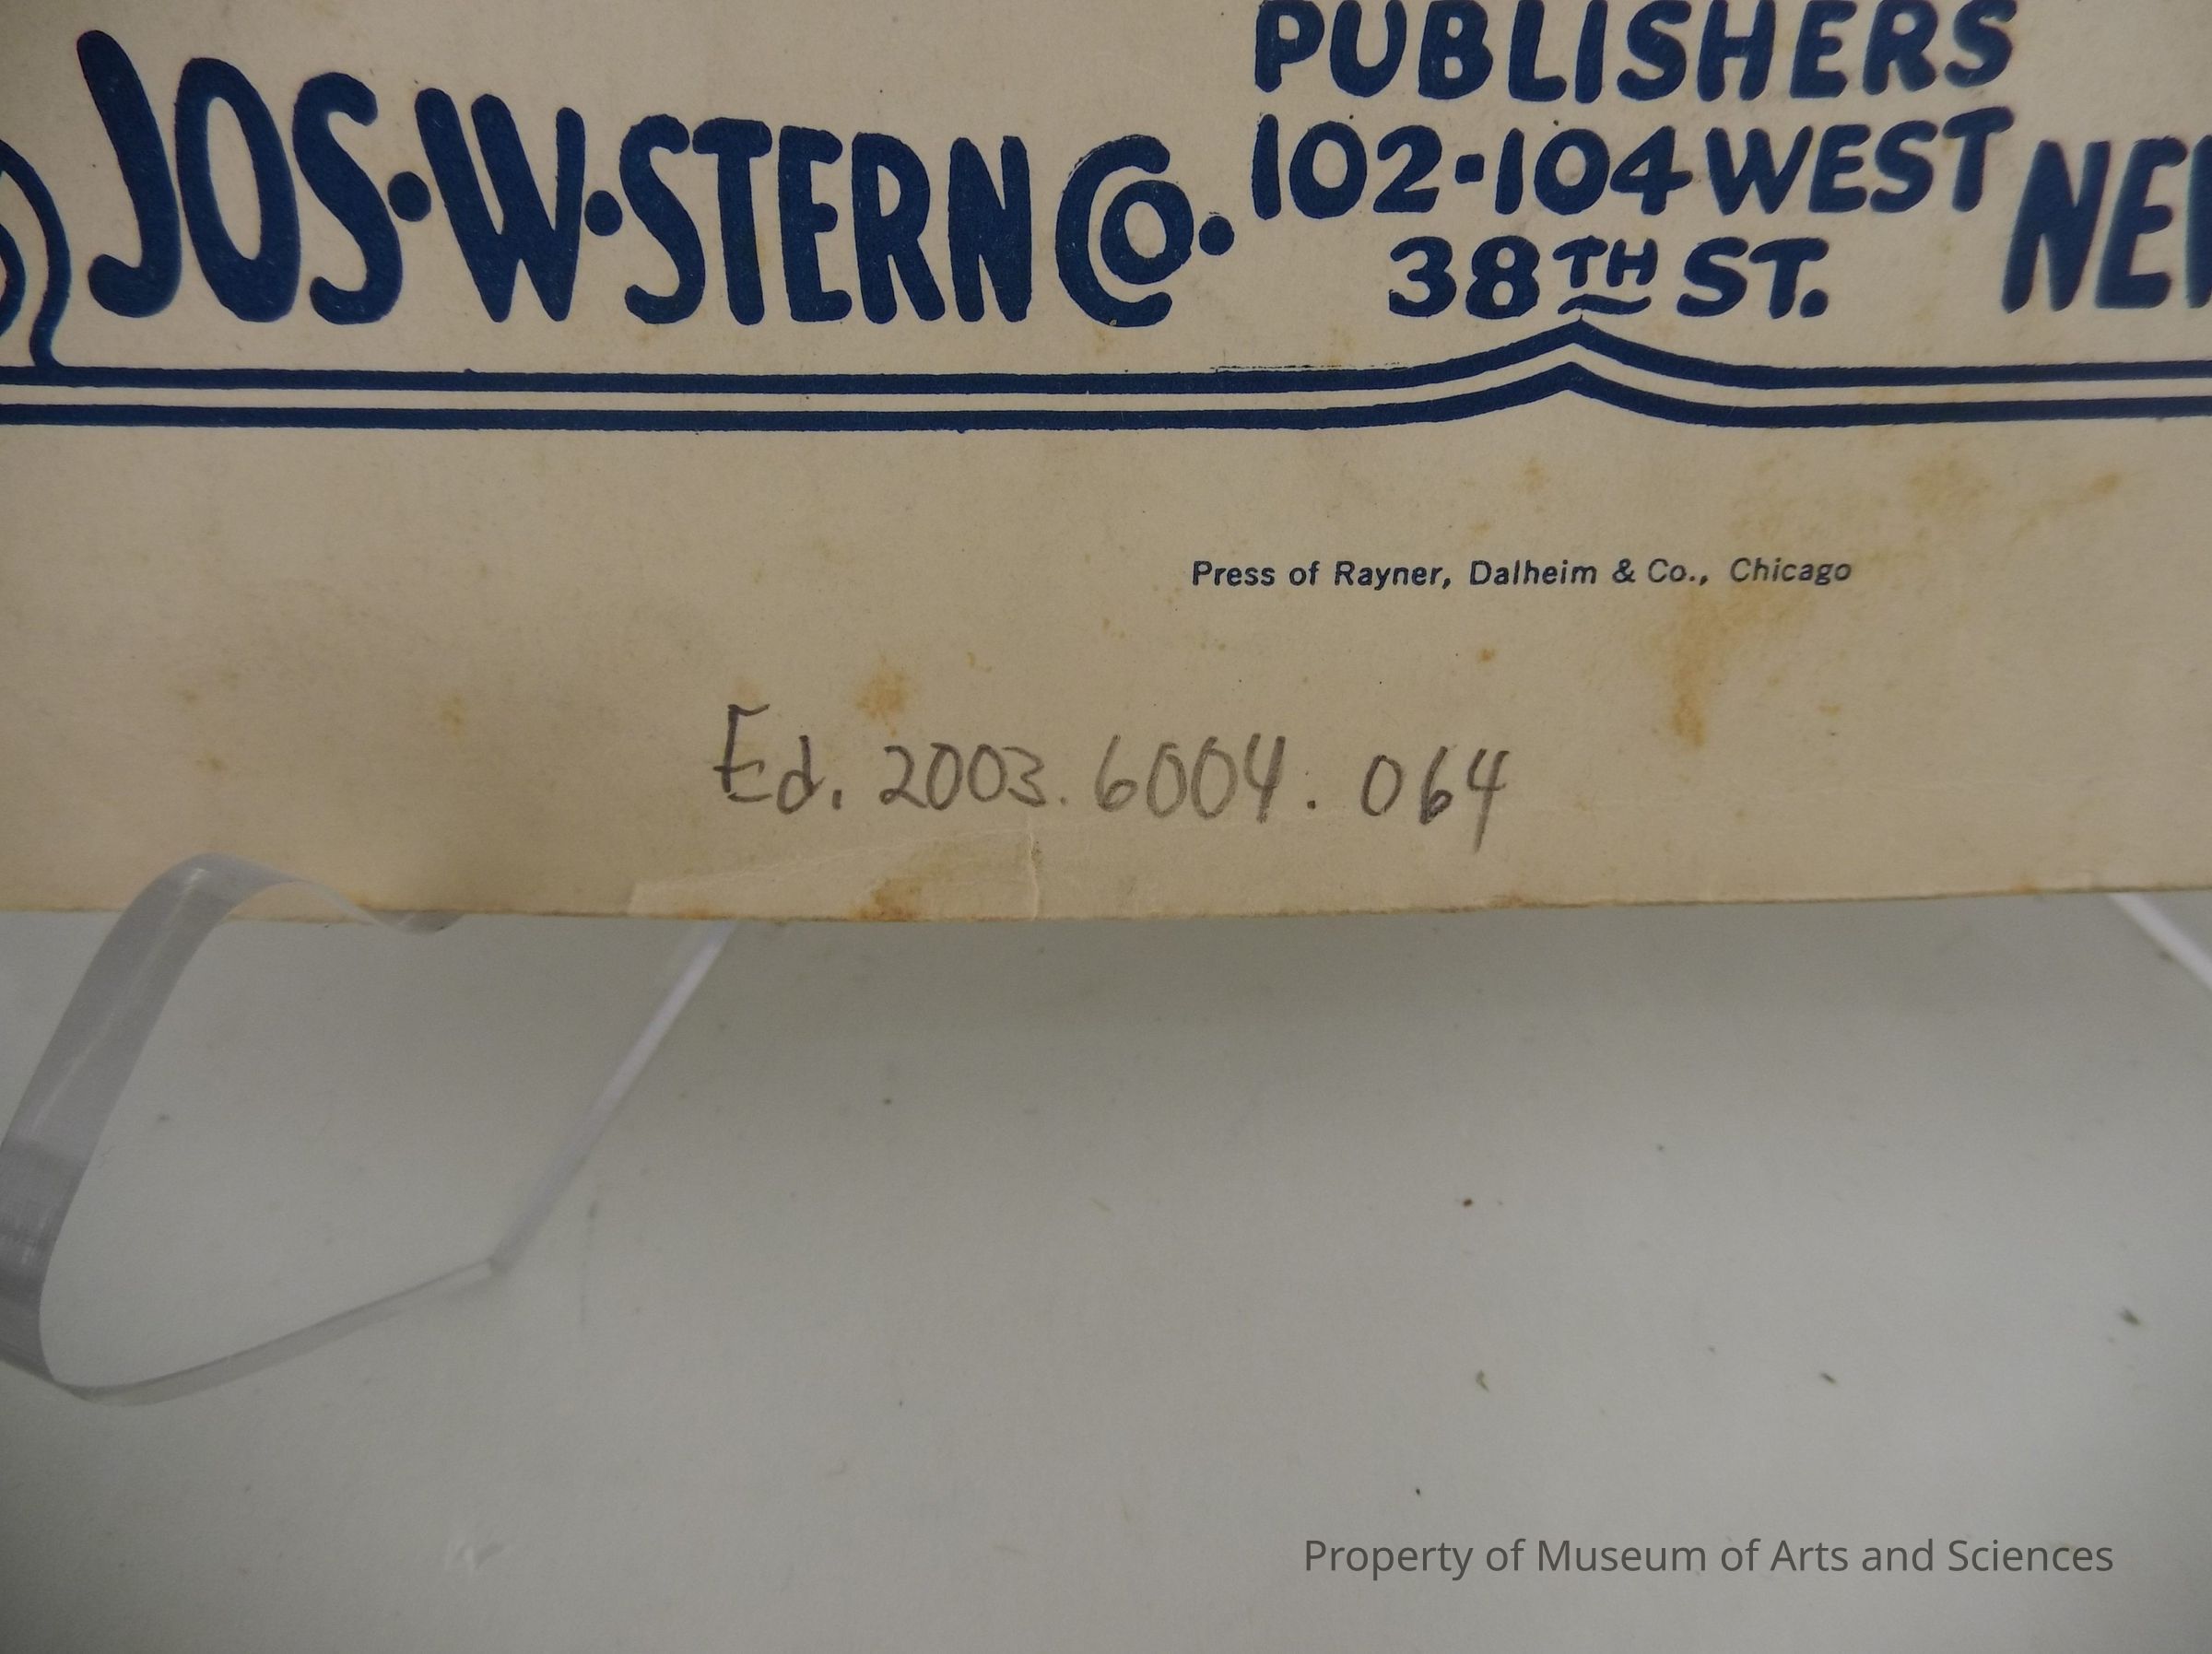 PUBLISHERS
JOS·W·STERN CO.
102-104 WEST
38TH ST.
Press of Rayner, Dalheim & Co., Chicago
Ed. 2003. 6004. 064
Property of Museum of Arts and Sciences